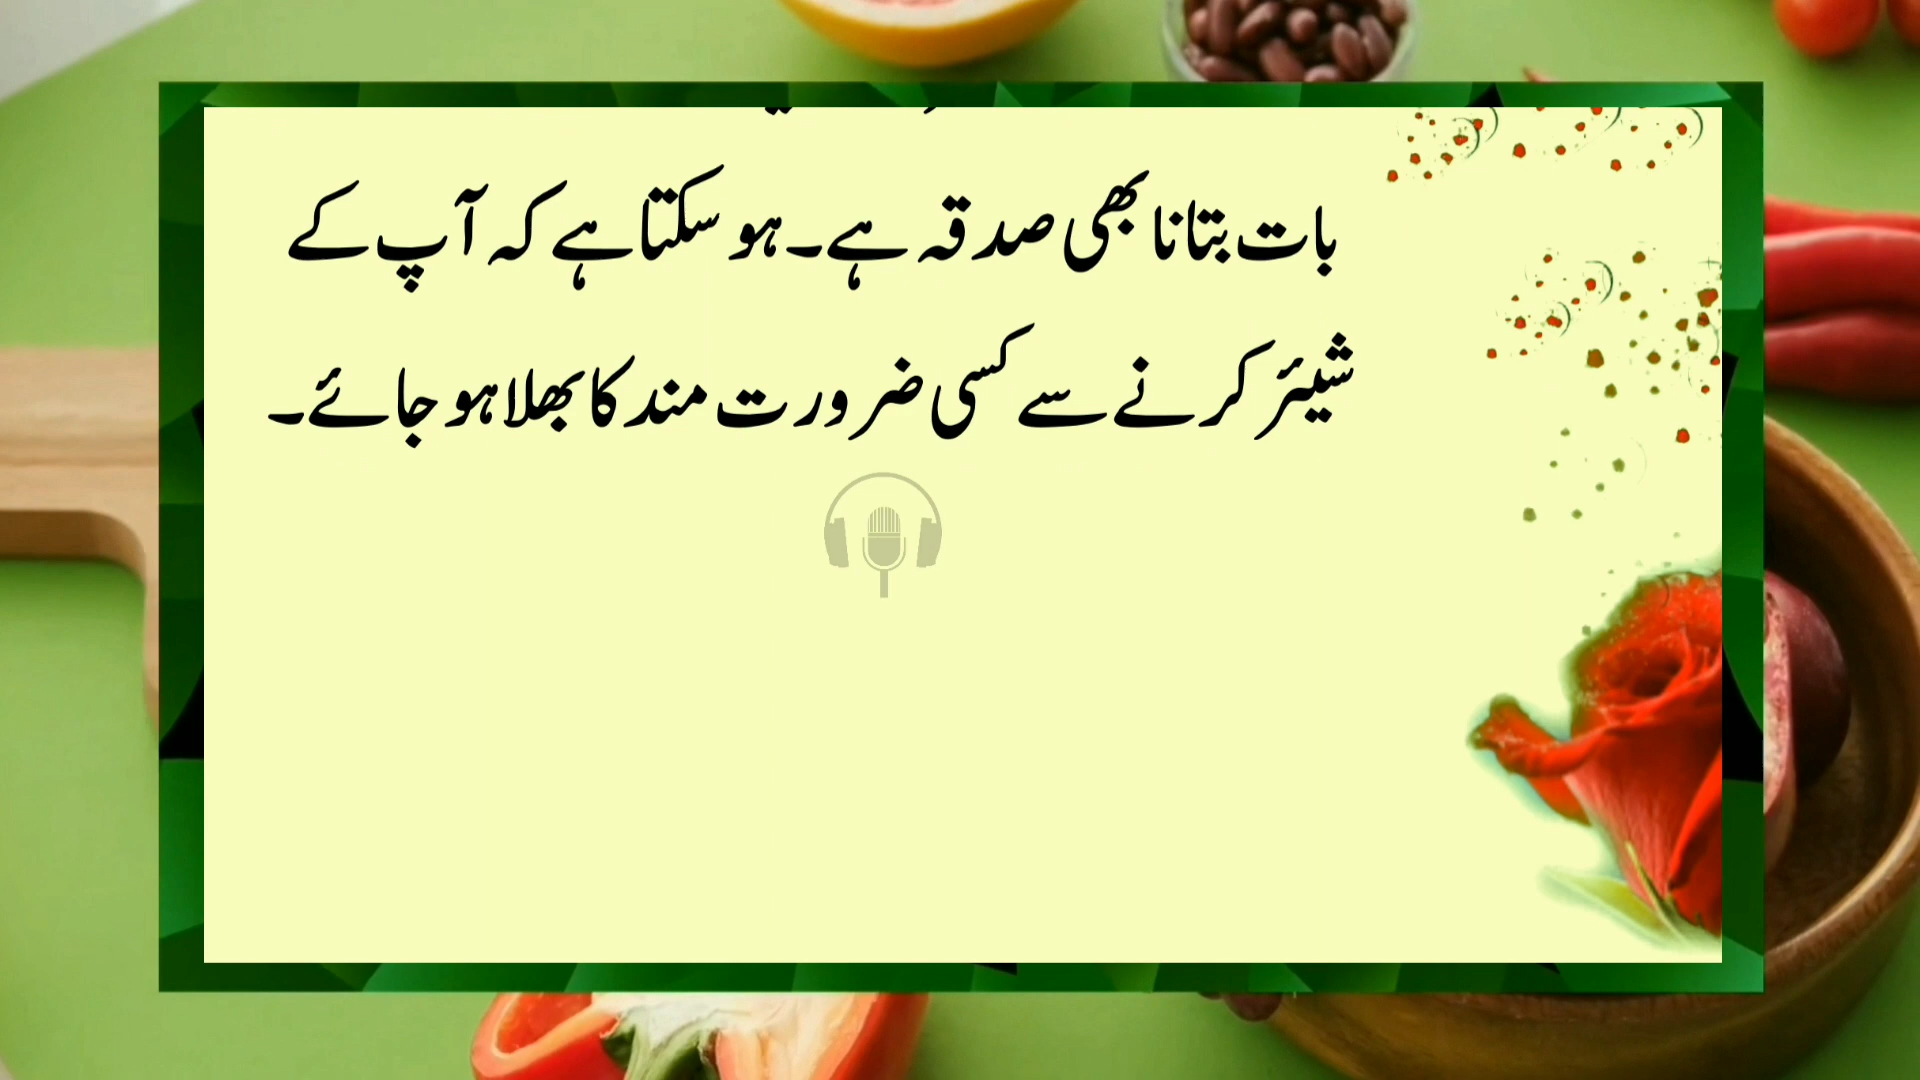 بات بتانا بھی صدقہ ہے۔ ہو سکتا ہے کہ آپ کے
شیئر کرنے سے کسی ضرورت مند کا بھلا ہو جائے۔